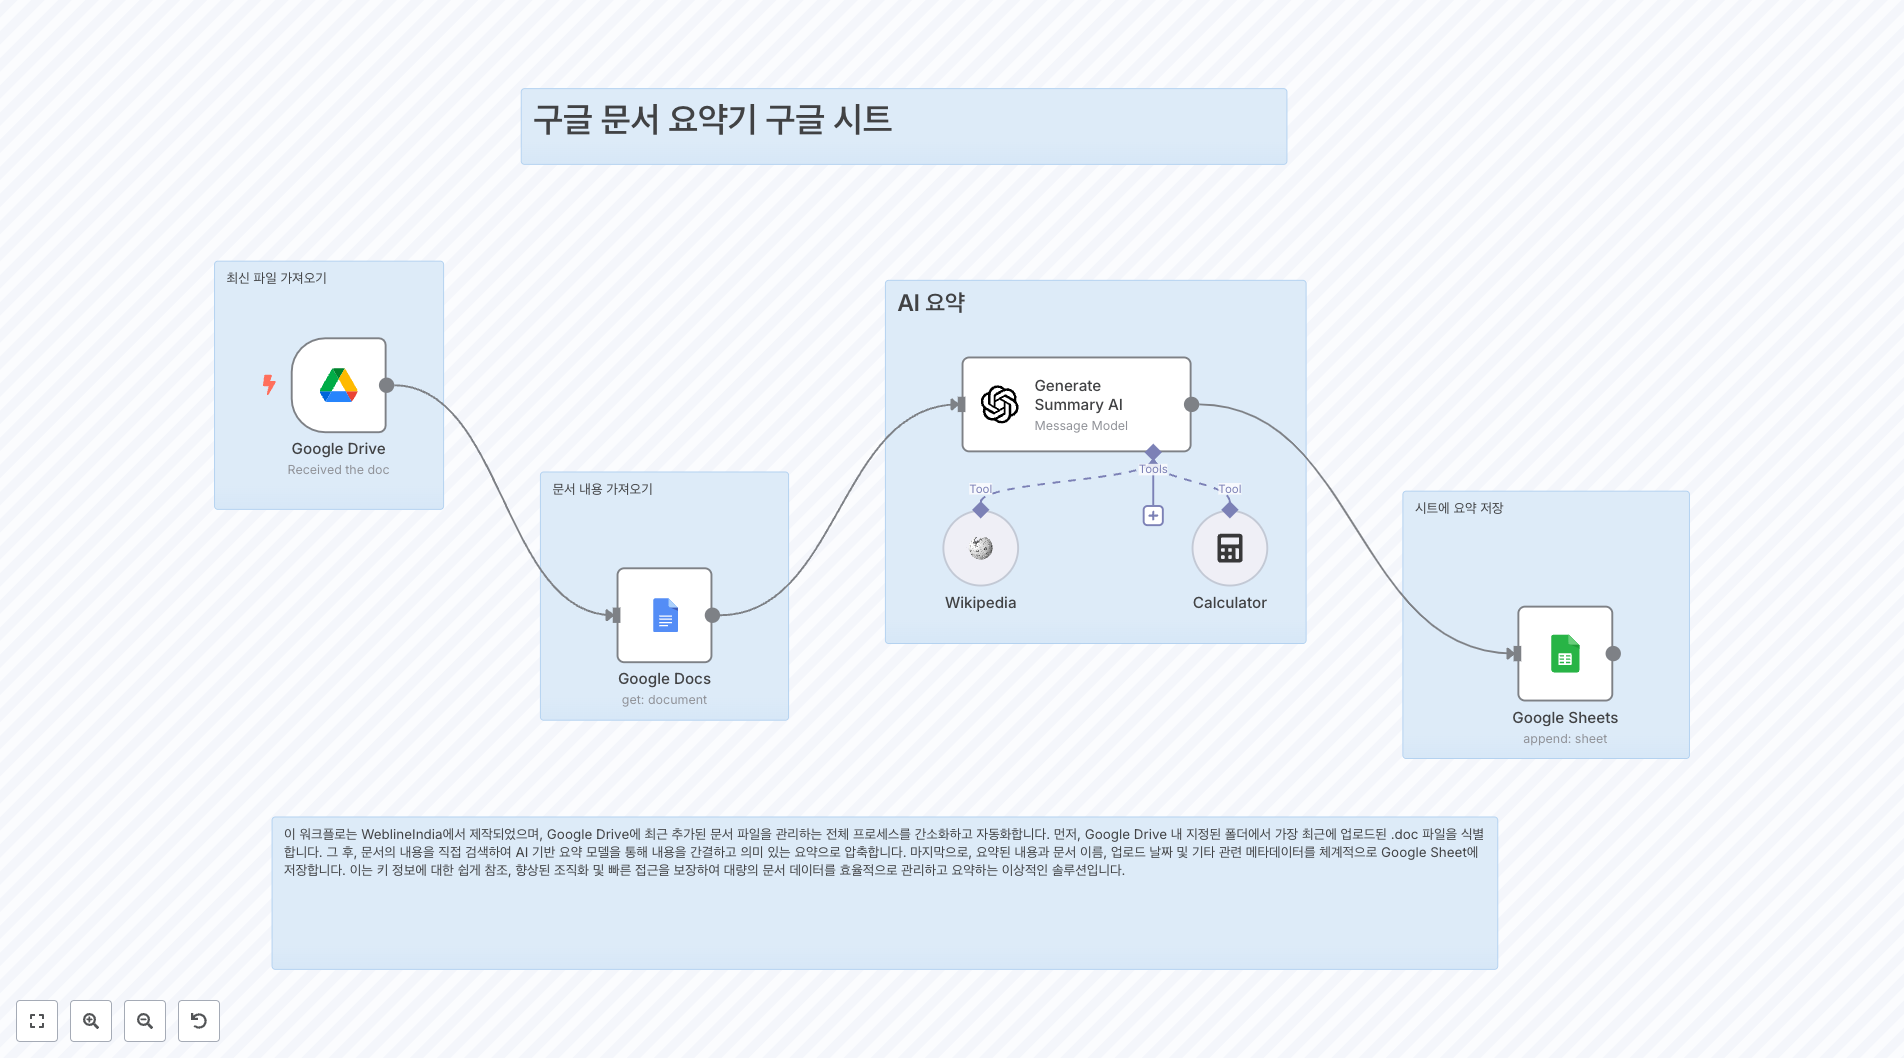 구글 문서 요약기 구글 시트
최신 파일 가져오기
Google Drive
Received the doc
문서 내용 가져오기
Google Docs
get: document
AI 요약
Generate
Summary AI
Message Model
Tools
Tool
Tool
Wikipedia
Calculator
시트에 요약 저장
Google Sheets
append: sheet
이 워크플로는 WeblineIndia에서 제작되었으며, Google Drive에 최근 추가된 문서 파일을 관리하는 전체 프로세스를 간소화하고 자동화합니다. 먼저, Google Drive 내 지정된 폴더에서 가장 최근에 업로드된 .doc 파일을 식별
합니다. 그 후, 문서의 내용을 직접 검색하여 AI 기반 요약 모델을 통해 내용을 간결하고 의미 있는 요약으로 압축합니다. 마지막으로, 요약된 내용과 문서 이름, 업로드 날짜 및 기타 관련 메타데이터를 체계적으로 Google Sheet에
저장합니다. 이는 키 정보에 대한 쉽게 참조, 향상된 조직화 및 빠른 접근을 보장하여 대량의 문서 데이터를 효율적으로 관리하고 요약하는 이상적인 솔루션입니다.